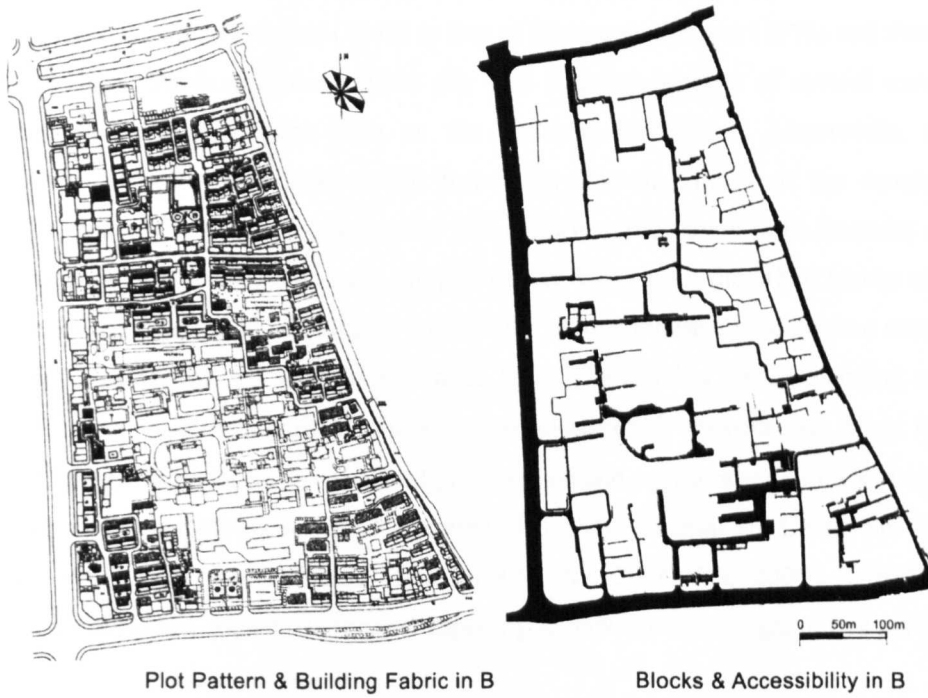 N
0 50m 100m
Plot Pattern & Building Fabric in B
Blocks & Accessibility in B